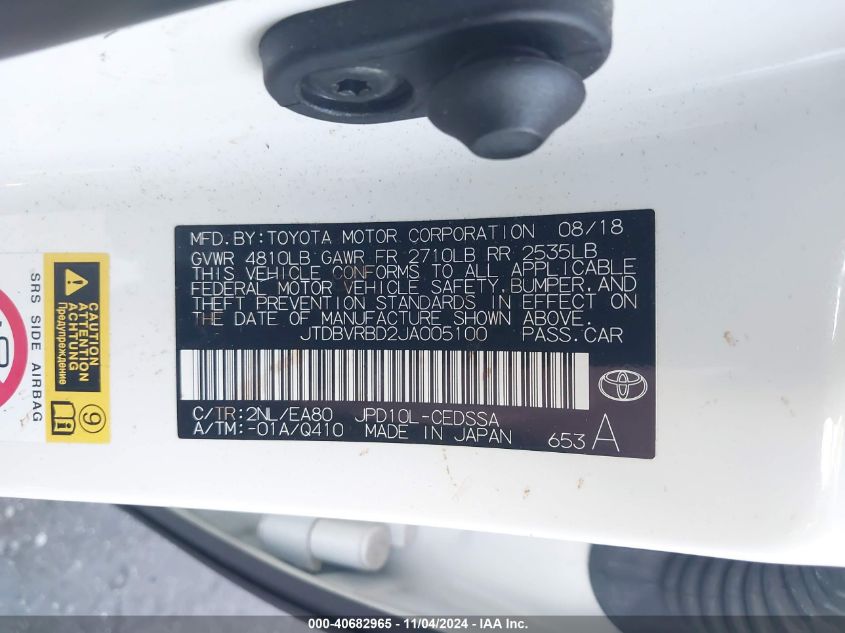 MFD. BY: TOYOTA MOTOR CORPORATION 08/18
GVWR 4810LB GAWR FR 2710LB RR 2535LB
THIS VEHICLE CONFORMS TO ALL APPLICABLE
FEDERAL MOTOR VEHICLE SAFETY, BUMPER, AND
THEFT PREVENTION STANDARDS IN EFFECT ON
THE DATE OF MANUFACTURE SHOWN ABOVE.
JTDBVRBD2JA005100 PASS. CAR
C/TR: 2NL/EA80 JPD10L-CEDSSA
A/TM: -01A/Q410 MADE IN JAPAN 653 A
SRS SIDE AIRBAG
CAUTION
ATTENTION
ACHTUNG
Предупреждение
9
000-40682965 - 11/04/2024 - IAA, Inc.